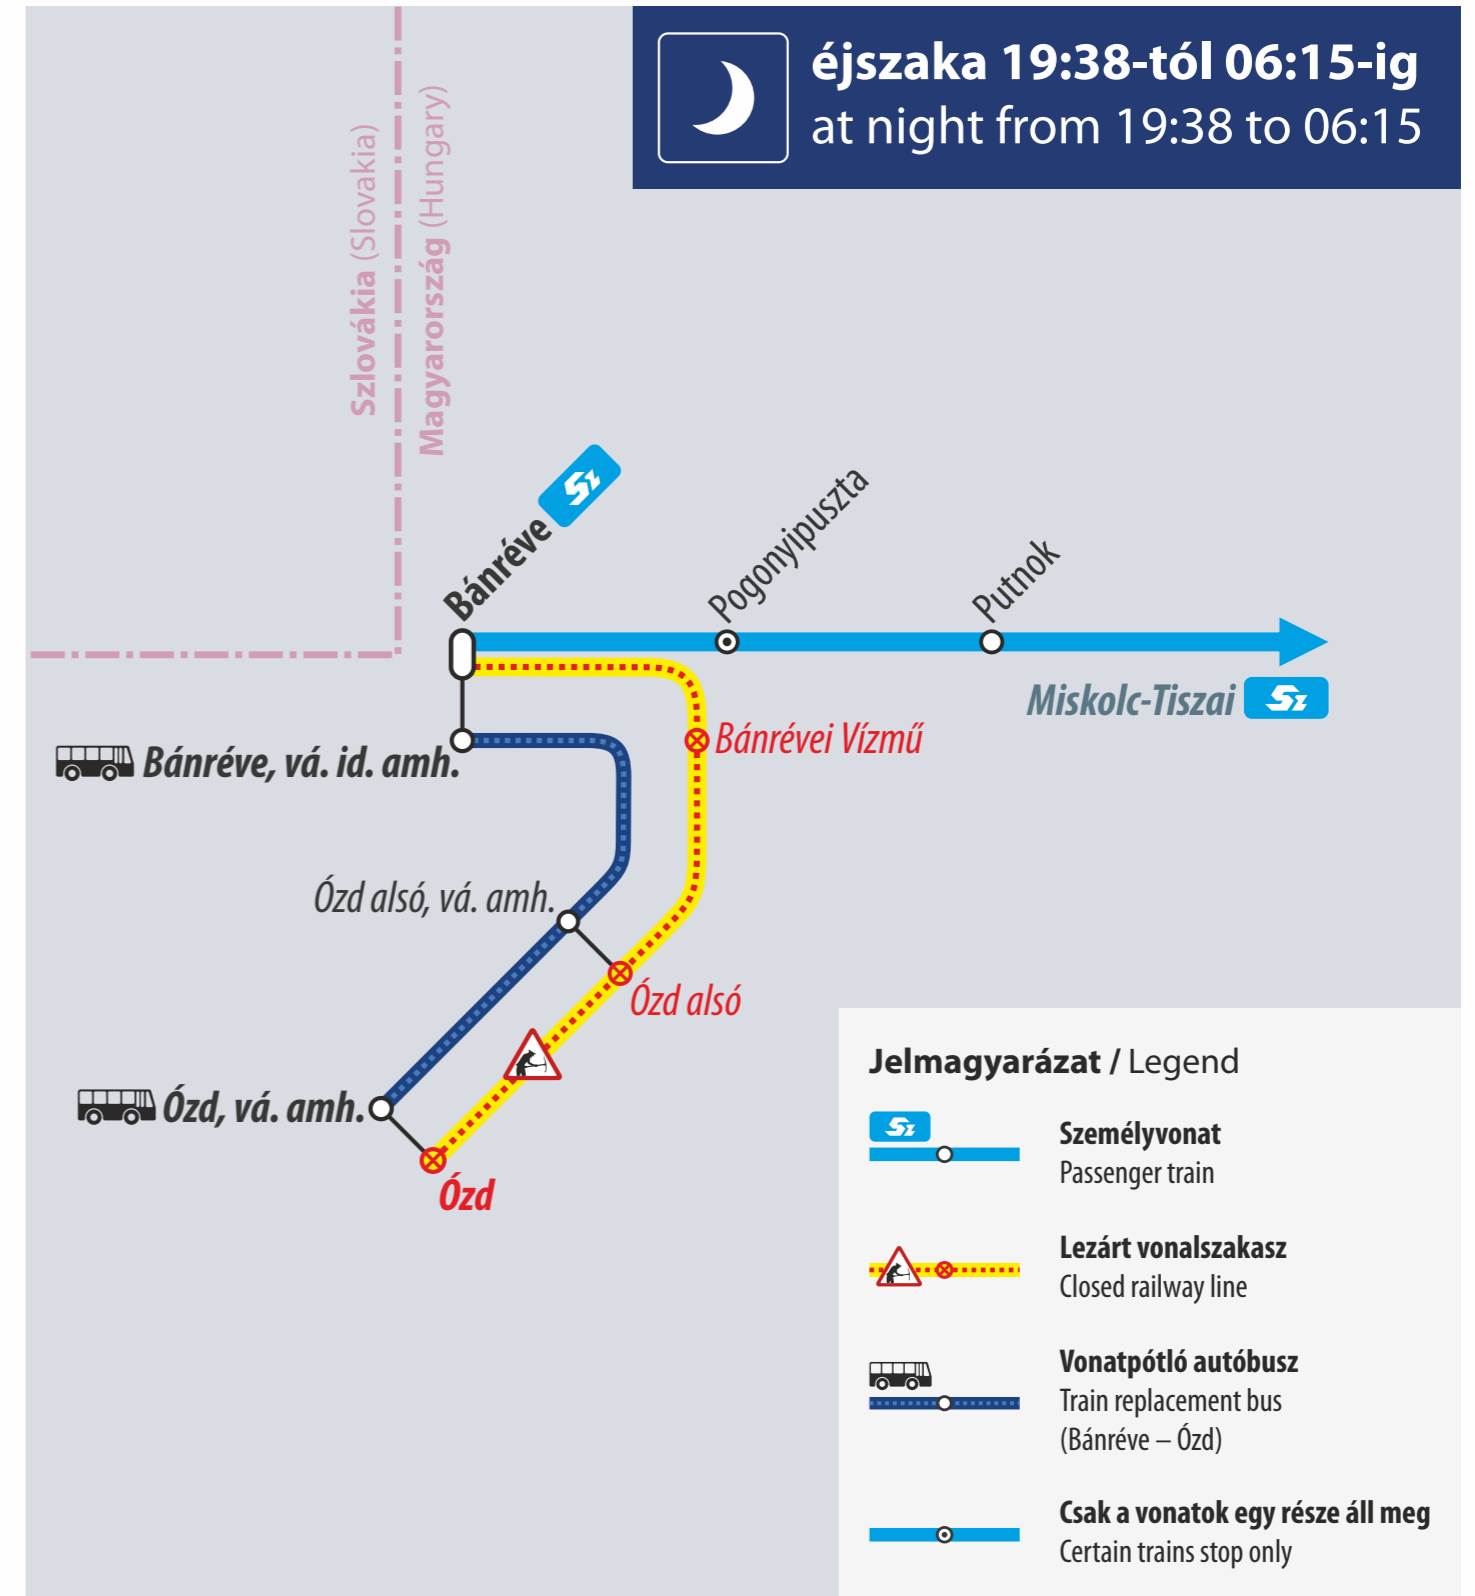 éjszaka 19:38-tól 06:15-ig
at night from 19:38 to 06:15
Szlovákia (Slovakia)
Magyarország (Hungary)
Bánréve Sz
Pogonyipuszta
Putnok
Miskolc-Tiszai Sz
Bánrévei Vízmű
Bánréve, vá. id. amh.
Ózd alsó, vá. amh.
Ózd alsó
Ózd, vá. amh.
Ózd
Jelmagyarázat / Legend
Sz
Személyvonat
Passenger train
Lezárt vonalszakasz
Closed railway line
Vonatpótló autóbusz
Train replacement bus
(Bánréve – Ózd)
Csak a vonatok egy része áll meg
Certain trains stop only